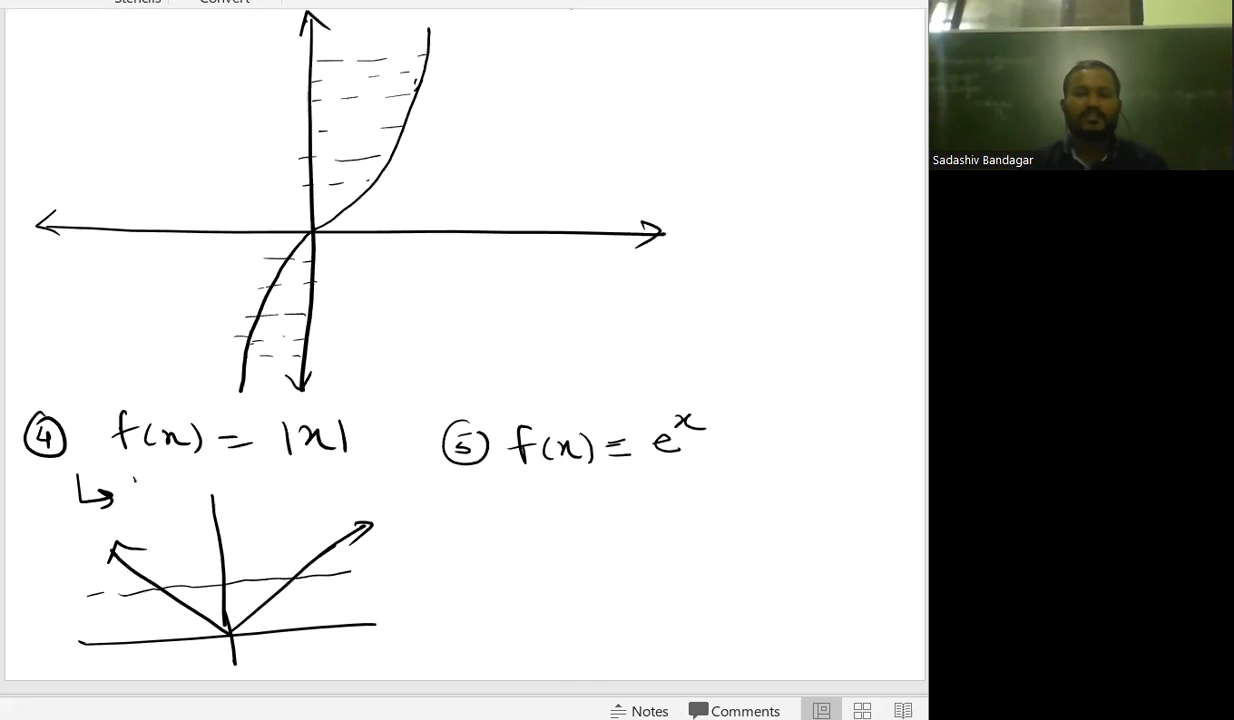 Stencils Convert
Sadashiv Bandagar
④ f(x) = |x| ⑤ f(x) = e^x
Notes Comments